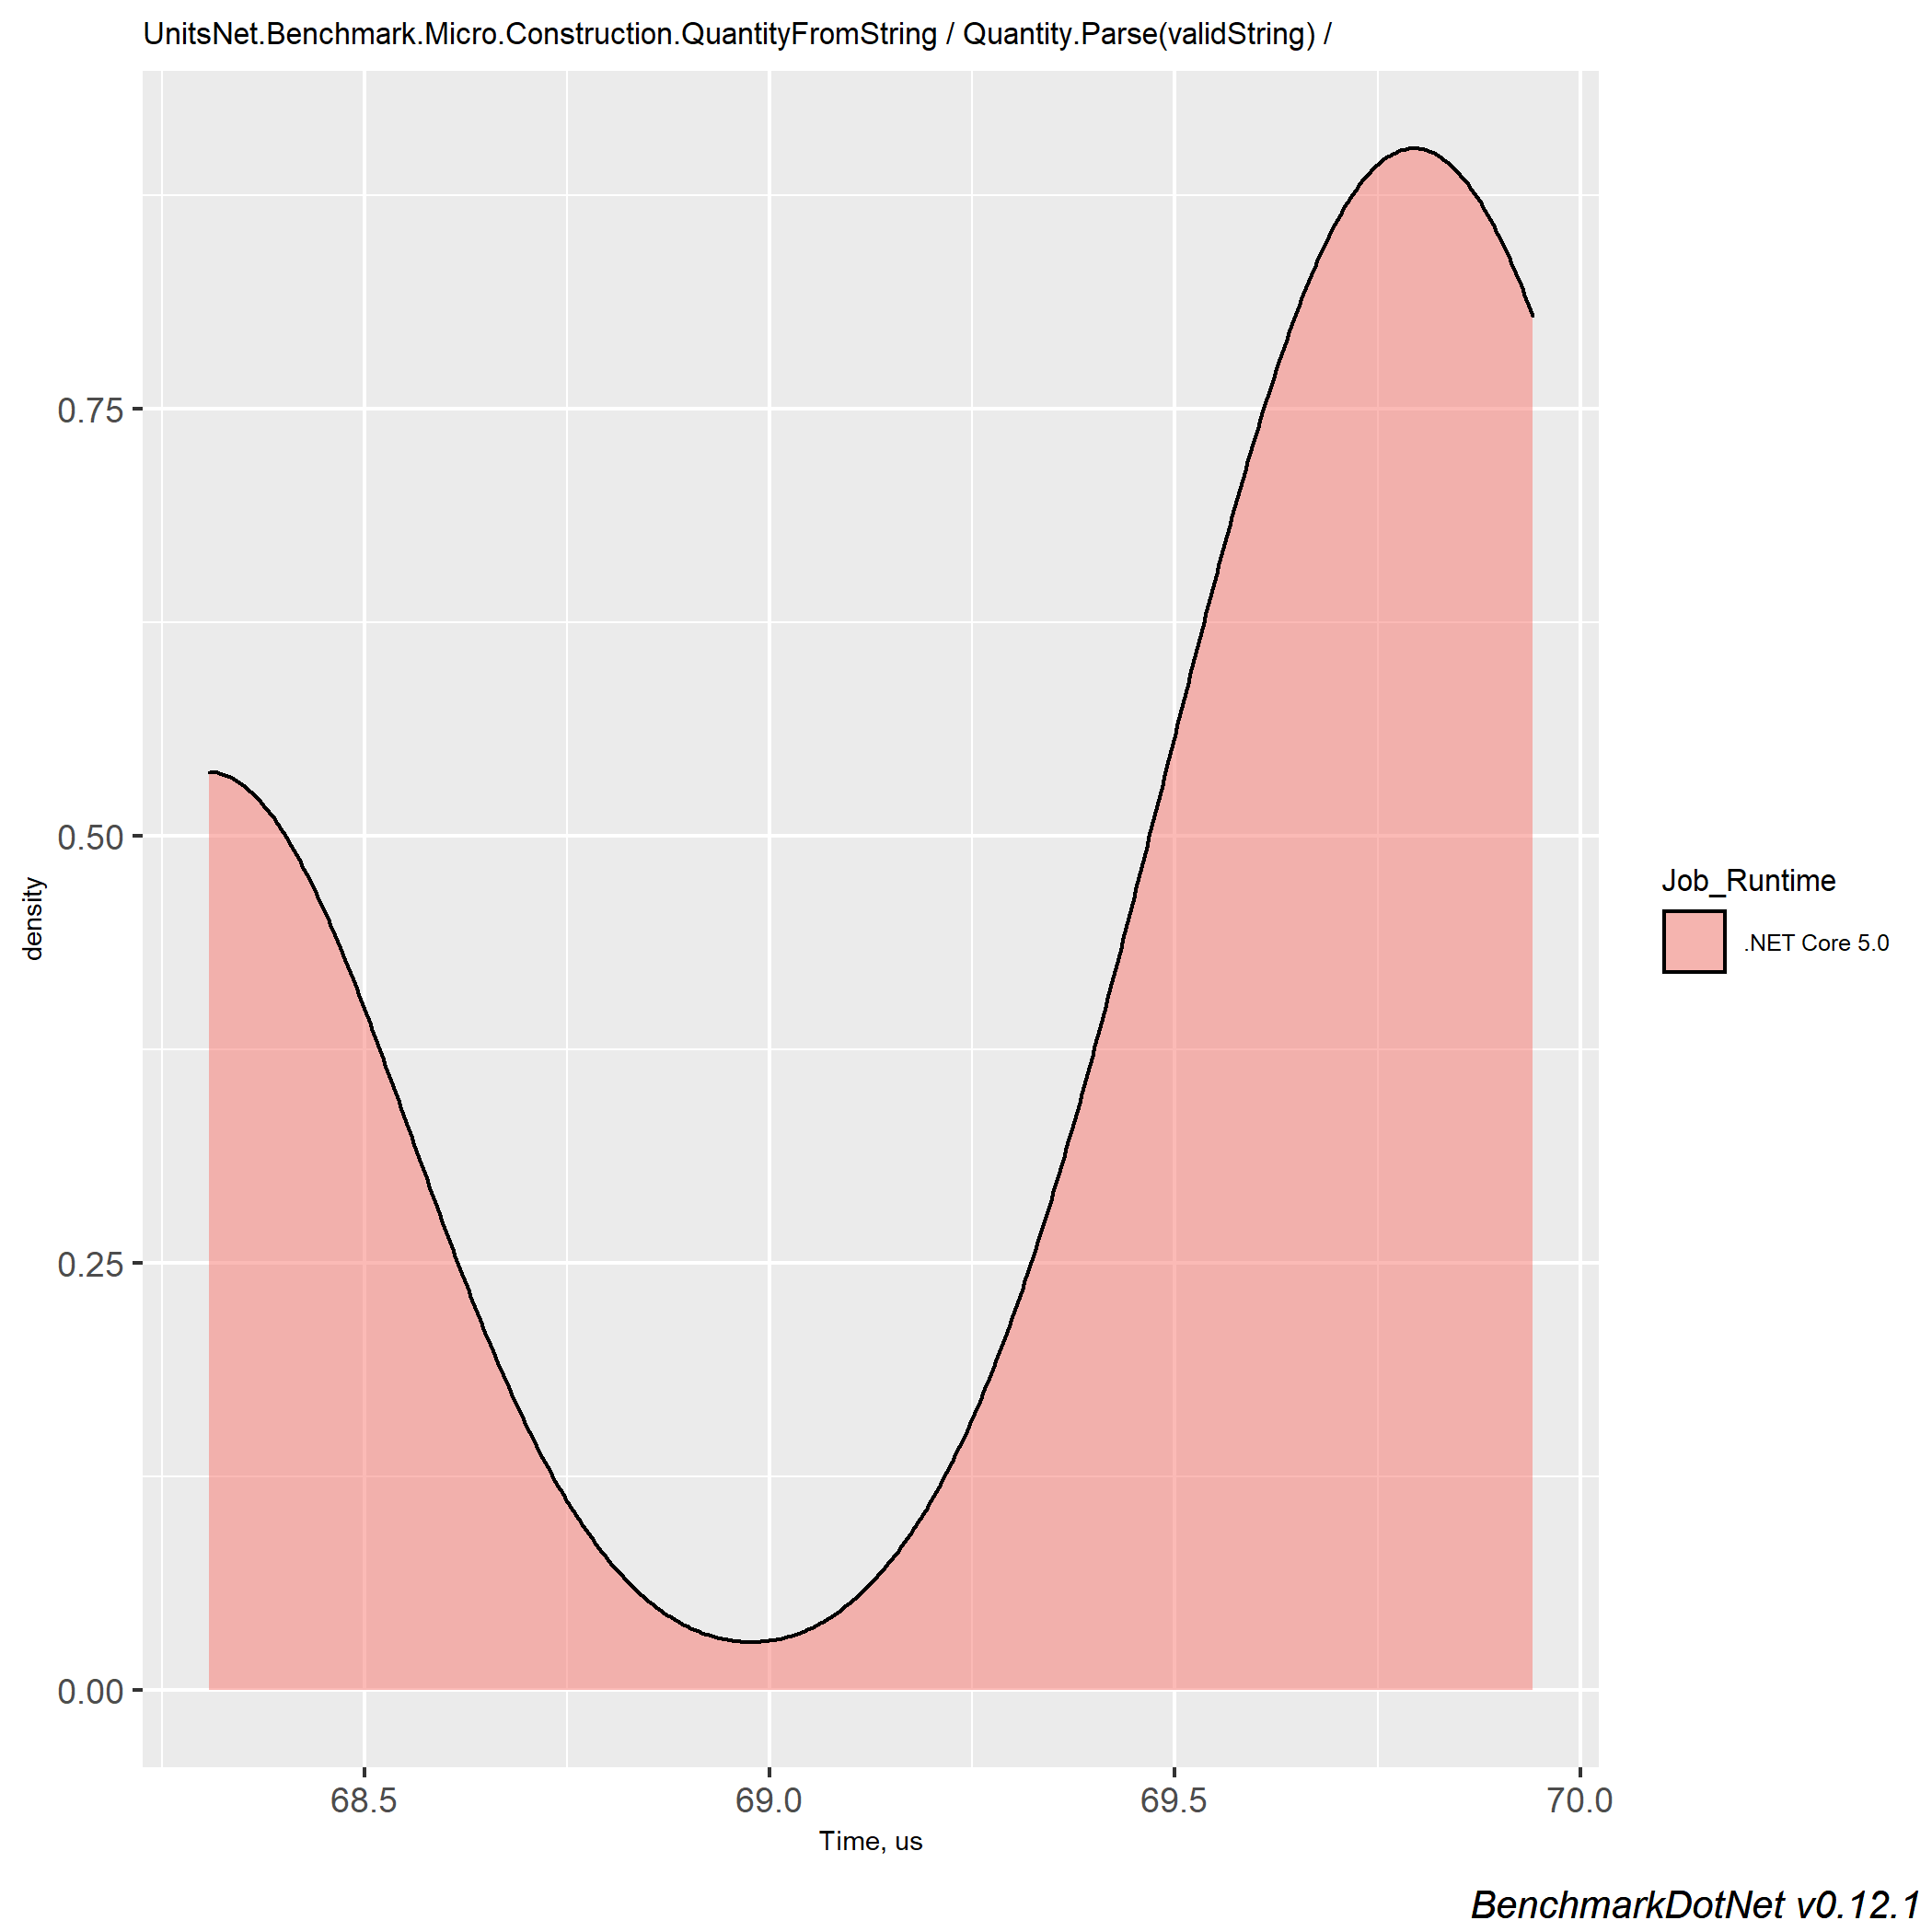 UnitsNet.Benchmark.Micro.Construction.QuantityFromString / Quantity.Parse(validString) /
0.75
0.50
0.25
0.00
density
68.5 69.0 69.5 70.0
Time, us
Job_Runtime
.NET Core 5.0
BenchmarkDotNet v0.12.1